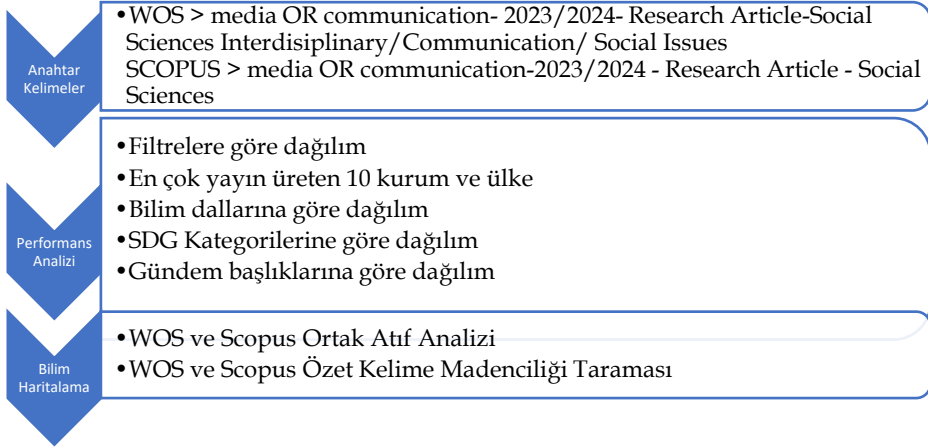 Anahtar
Kelimeler
•WOS > media OR communication- 2023/2024- Research Article-Social
Sciences Interdisiplinary/Communication/ Social Issues
SCOPUS > media OR communication-2023/2024 - Research Article - Social
Sciences
Performans
Analizi
•Filtrelere göre dağılım
•En çok yayın üreten 10 kurum ve ülke
•Bilim dallarına göre dağılım
•SDG Kategorilerine göre dağılım
•Gündem başlıklarına göre dağılım
Bilim
Haritalama
•WOS ve Scopus Ortak Atıf Analizi
•WOS ve Scopus Özet Kelime Madenciliği Taraması